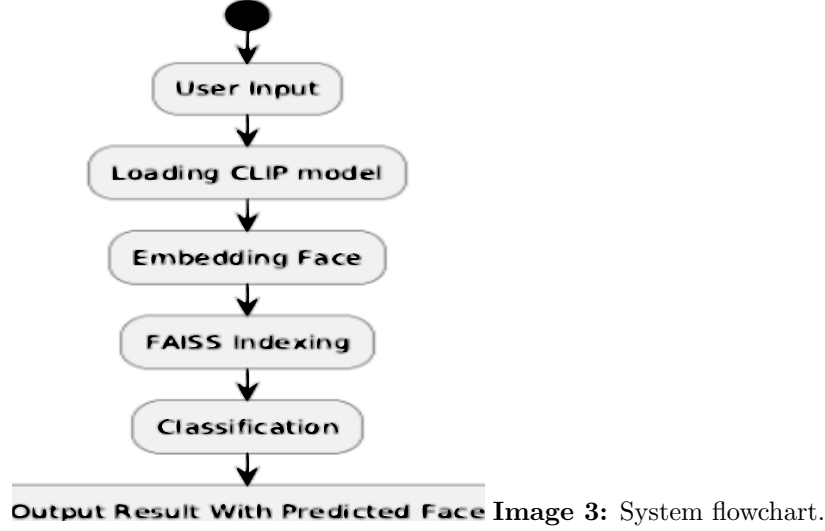 User Input
Loading CLIP model
Embedding Face
FAISS Indexing
Classification
Output Result With Predicted Face
Image 3: System flowchart.